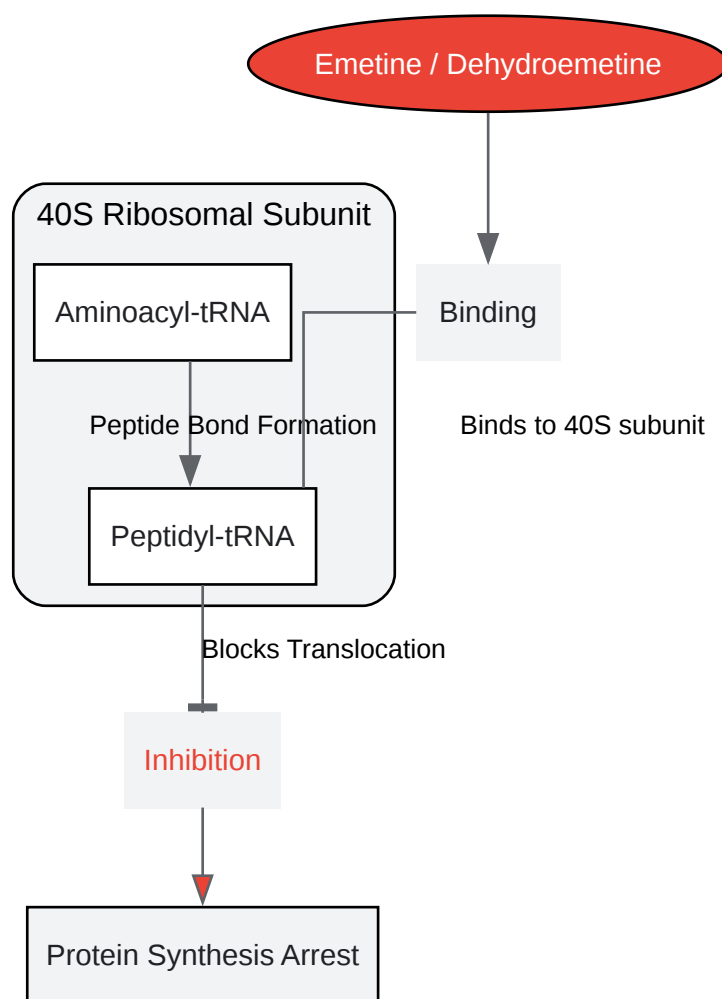 Emetine / Dehydroemetine
40S Ribosomal Subunit
Aminoacyl-tRNA
Binding
Peptide Bond Formation
Binds to 40S subunit
Peptidyl-tRNA
Blocks Translocation
Inhibition
Protein Synthesis Arrest